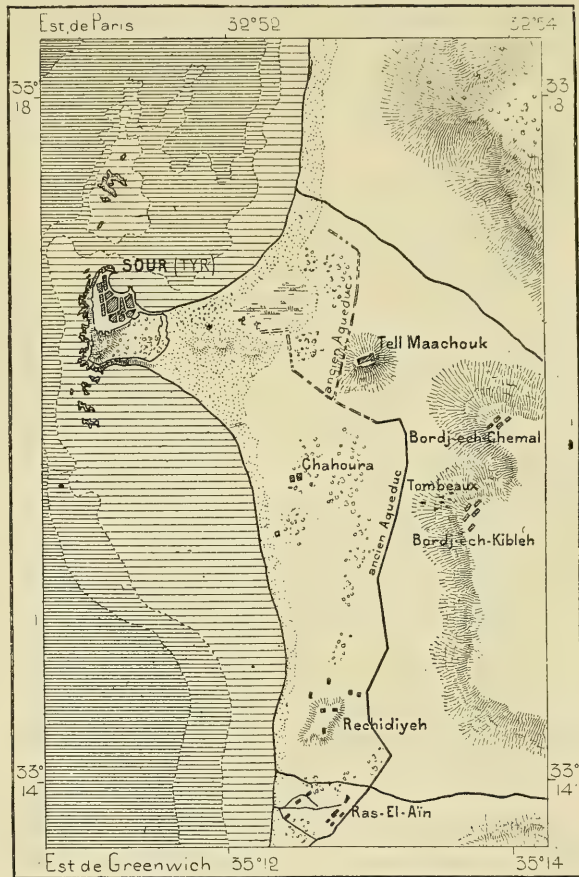 Est. de Paris 32°52 32°54
33° 18
33° 18
SOUR (TYR)
ancien Aqueduc
Tell Maachouk
Bordj-ech-Chemal
Chahoura
Tombeaux
ancien Aqueduc
Bordj-ech-Kibleh
Rechidiyeh
33° 14
33° 14
Ras-El-Aïn
Est de Greenwich 35°12 35°14